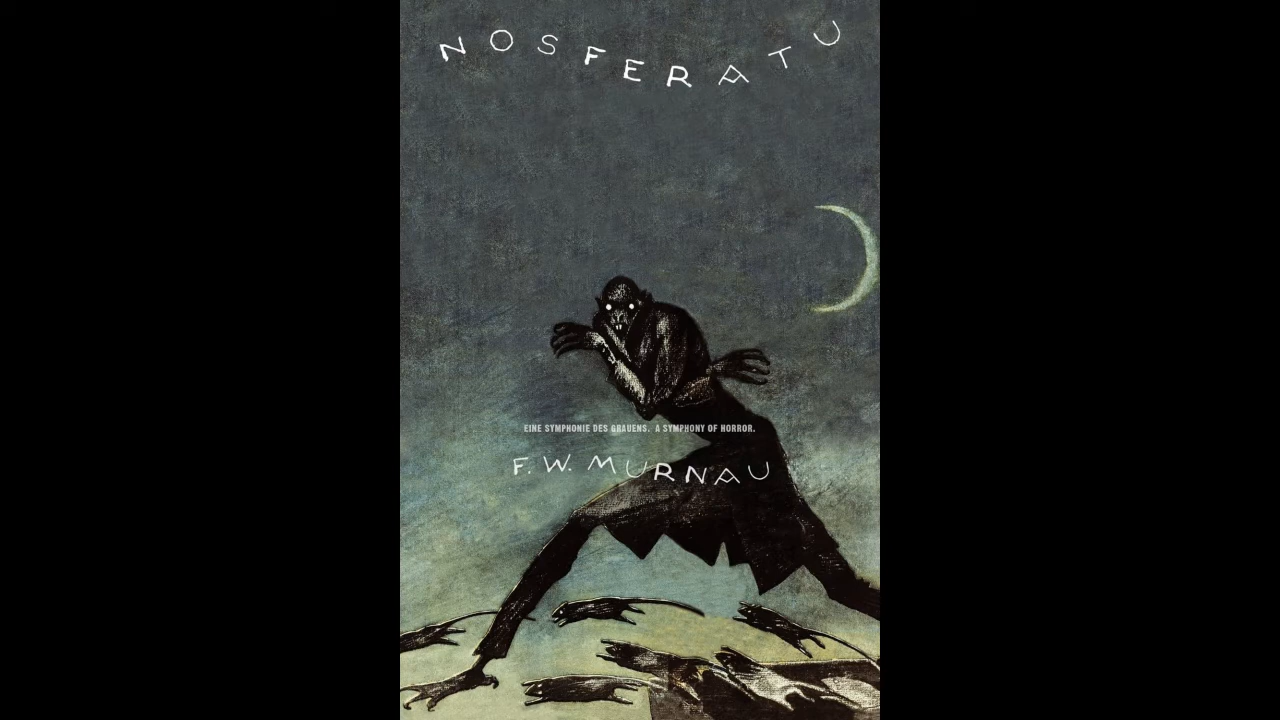 NOSFERATU
EINE SYMPHONIE DES GRAUENS. A SYMPHONY OF HORROR.
F. W. MURNAU